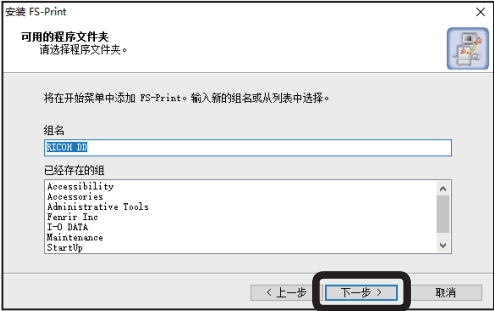 安装 FS-Print
可用的程序文件夹
请选择程序文件夹。
将在开始菜单中添加 FS-Print。输入新的组名或从列表中选择。
组名
RICOH DD
已经存在的组
Accessibility
Accessories
Administrative Tools
Fenrir Inc
I-O DATA
Maintenance
StartUp
< 上一步
下一步 >
取消